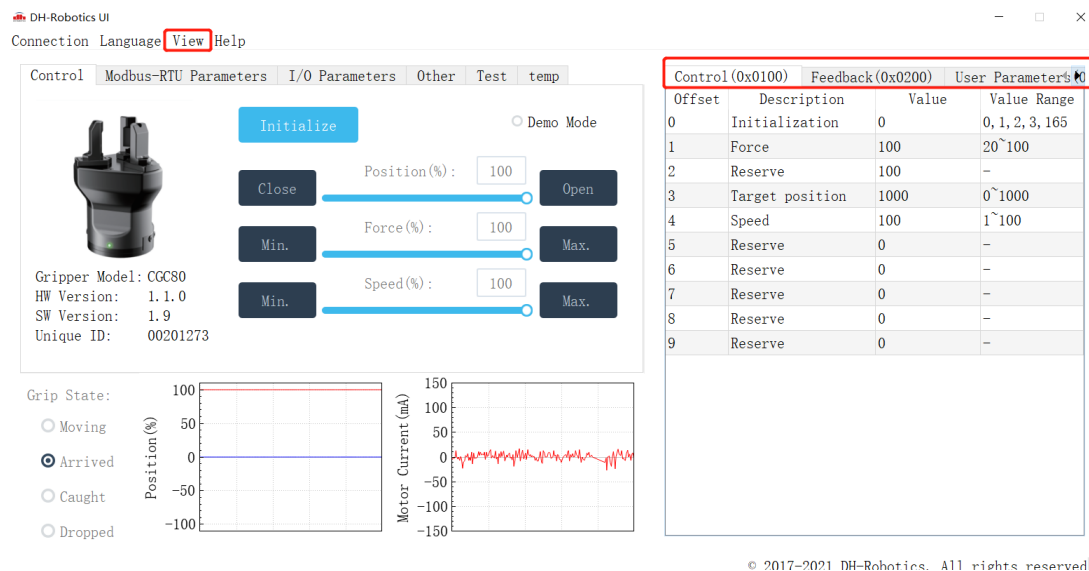 DH-Robotics UI
Connection Language View Help
Control Modbus-RTU Parameters I/O Parameters Other Test temp
Initialize
Demo Mode
Position(%): 100
Close
Open
Force(%): 100
Min.
Max.
Speed(%): 100
Min.
Max.
Gripper Model: CGC80
HW Version: 1.1.0
SW Version: 1.9
Unique ID: 00201273
Grip State:
Moving
Arrived
Caught
Dropped
Position(%)
100
50
0
-50
-100
Motor Current(mA)
150
100
50
0
-50
-100
-150
Control(0x0100) Feedback(0x0200) User Parameters
Offset Description Value Value Range
0 Initialization 0 0,1,2,3,165
1 Force 100 20~100
2 Reserve 100 -
3 Target position 1000 0~1000
4 Speed 100 1~100
5 Reserve 0 -
6 Reserve 0 -
7 Reserve 0 -
8 Reserve 0 -
9 Reserve 0 -
© 2017-2021 DH-Robotics. All rights reserved